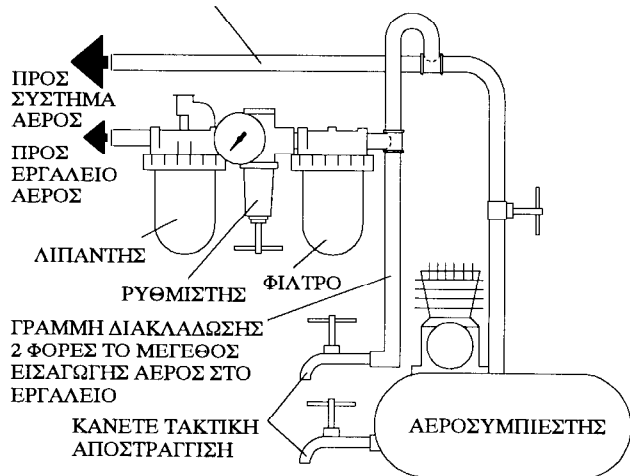 ΠΡΟΣ
ΣΥΣΤΗΜΑ
ΑΕΡΟΣ
ΠΡΟΣ
ΕΡΓΑΛΕΙΟ
ΑΕΡΟΣ
ΛΙΠΑΝΤΗΣ
ΡΥΘΜΙΣΤΗΣ
ΦΙΛΤΡΟ
ΓΡΑΜΜΗ ΔΙΑΚΛΑΔΩΣΗΣ
2 ΦΟΡΕΣ ΤΟ ΜΕΓΕΘΟΣ
ΕΙΣΑΓΩΓΗΣ ΑΕΡΟΣ ΣΤΟ
ΕΡΓΑΛΕΙΟ
ΚΑΝΕΤΕ ΤΑΚΤΙΚΗ
ΑΠΟΣΤΡΑΓΓΙΣΗ
ΑΕΡΟΣΥΜΠΙΕΣΤΗΣ